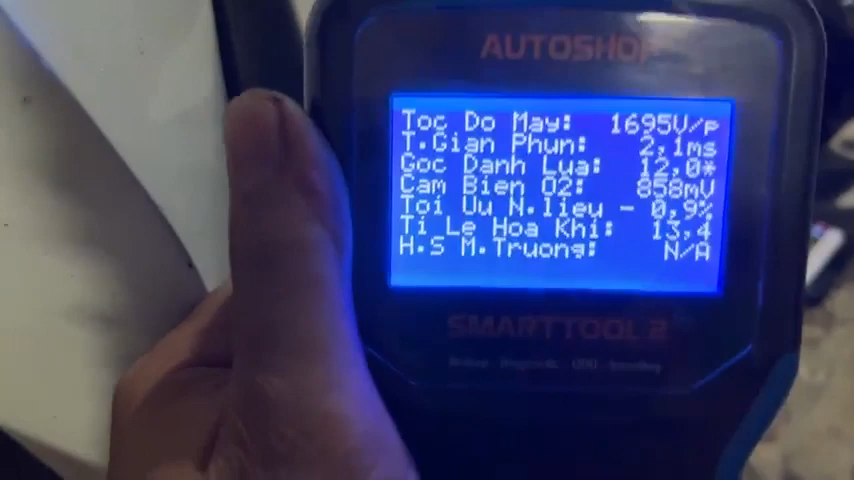 AUTOSHOP
Toc Do May: 1695V/p
T.Gian Phun: 2,1ms
Goc Danh Lua: 12,0*
Cam Bien O2: 858mV
Toi Uu N.lieu - 0,9%
Ti Le Hoa Khi: 13,4
H.S M.Truong: N/A
SMARTTOOL 2